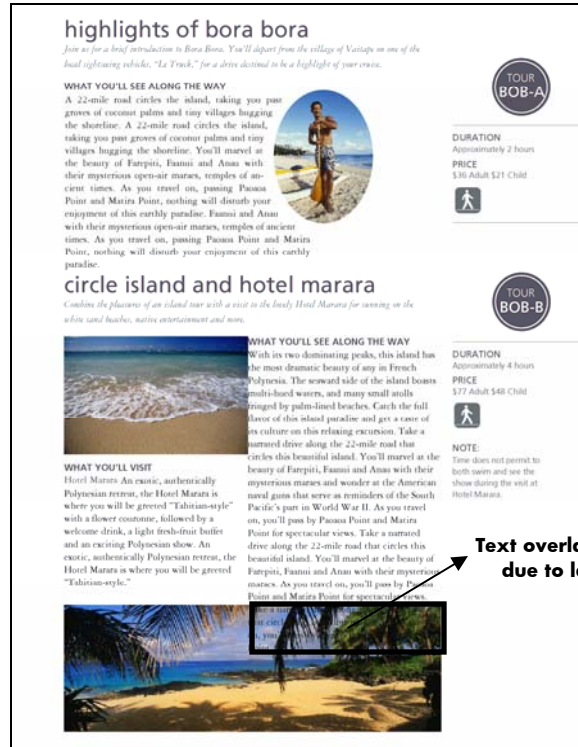 highlights of bora bora
Join us for a brief introduction to Bora Bora. You'll depart from the village of Vaitape on one of the
local sightseeing vehicles, "Le Truck," for a drive destined to be a highlight of your cruise.
TOUR
BOB-A
WHAT YOU'LL SEE ALONG THE WAY
A 22-mile road circles the island, taking you past
groves of coconut palms and tiny villages hugging
the shoreline. A 22-mile road circles the island,
taking you past groves of coconut palms and tiny
villages hugging the shoreline. You'll marvel at
the beauty of Farepiti, Faanui and Anau with
their mysterious open-air maraes, temples of an-
cient times. As you travel on, passing Paoaoa
Point and Matira Point, nothing will disturb your
enjoyment of this earthly paradise. Faanui and Anau
with their mysterious open-air maraes, temples of ancient
times. As you travel on, passing Paoaoa Point and Matira
Point, nothing will disturb your enjoyment of this earthly
paradise.
DURATION
Approximately 2 hours
PRICE
$36 Adult $21 Child
circle island and hotel marara
Combine the pleasures of an island tour with a visit to the lovely Hotel Marara for sunning on the
white sand beaches, native entertainment and more.
TOUR
BOB-B
WHAT YOU'LL VISIT
Hotel Marara An exotic, authentically
Polynesian retreat, the Hotel Marara is
where you will be greeted "Tahitian-style"
with a flower couronne, followed by a
welcome drink, a light fresh-fruit buffet
and an exciting Polynesian show. An
exotic, authentically Polynesian retreat, the
Hotel Marara is where you will be greeted
"Tahitian-style."
WHAT YOU'LL SEE ALONG THE WAY
With its two dominating peaks, this island has
the most dramatic beauty of any in French
Polynesia. The seaward side of the island boasts
multi-hued waters, and many small atolls
fringed by palm-lined beaches. Catch the full
flavor of this island paradise and get a taste of
its culture on this relaxing excursion. Take a
narrated drive along the 22-mile road that
circles this beautiful island. You'll marvel at the
beauty of Farepiti, Faanui and Anau with their
mysterious maraes and wonder at the American
naval guns that serve as reminders of the South
Pacific's part in World War II. As you travel
on, you'll pass by Paoaoa Point and Matira
Point for spectacular views. Take a narrated
drive along the 22-mile road that circles this
beautiful island. You'll marvel at the beauty of
Farepiti, Faanui and Anau with their mysterious
maraes. As you travel on, you'll pass by Paoaoa
Point and Matira Point for spectacular views.
DURATION
Approximately 4 hours
PRICE
$77 Adult $48 Child
NOTE:
Time does not permit to
both swim and see the
show during the visit at
Hotel Marara.
Text overla
due to l